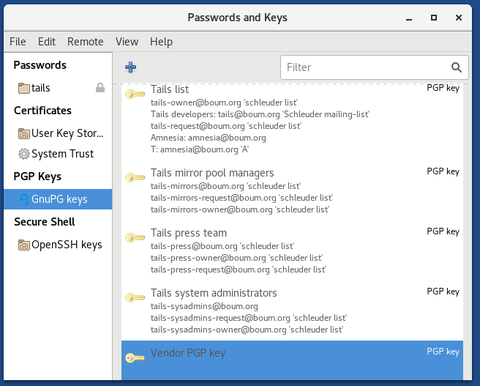 Passwords and Keys
File Edit Remote View Help
Passwords
tails
Certificates
User Key Stor...
System Trust
PGP Keys
GnuPG keys
Secure Shell
OpenSSH keys
Filter
Tails list PGP key
tails-owner@boum.org 'schleuder list'
Tails developers: tails@boum.org 'Schleuder mailing-list'
tails-request@boum.org 'schleuder list'
Amnesia: amnesia@boum.org
T: amnesia@boum.org 'A'
Tails mirror pool managers PGP key
tails-mirrors@boum.org 'schleuder list'
tails-mirrors-request@boum.org 'schleuder list'
tails-mirrors-owner@boum.org 'schleuder list'
Tails press team PGP key
tails-press@boum.org 'schleuder list'
tails-press-owner@boum.org 'schleuder list'
tails-press-request@boum.org 'schleuder list'
Tails system administrators PGP key
tails-sysadmins@boum.org
tails-sysadmins-request@boum.org 'schleuder list'
tails-sysadmins-owner@boum.org 'schleuder list'
Vendor PGP key PGP key